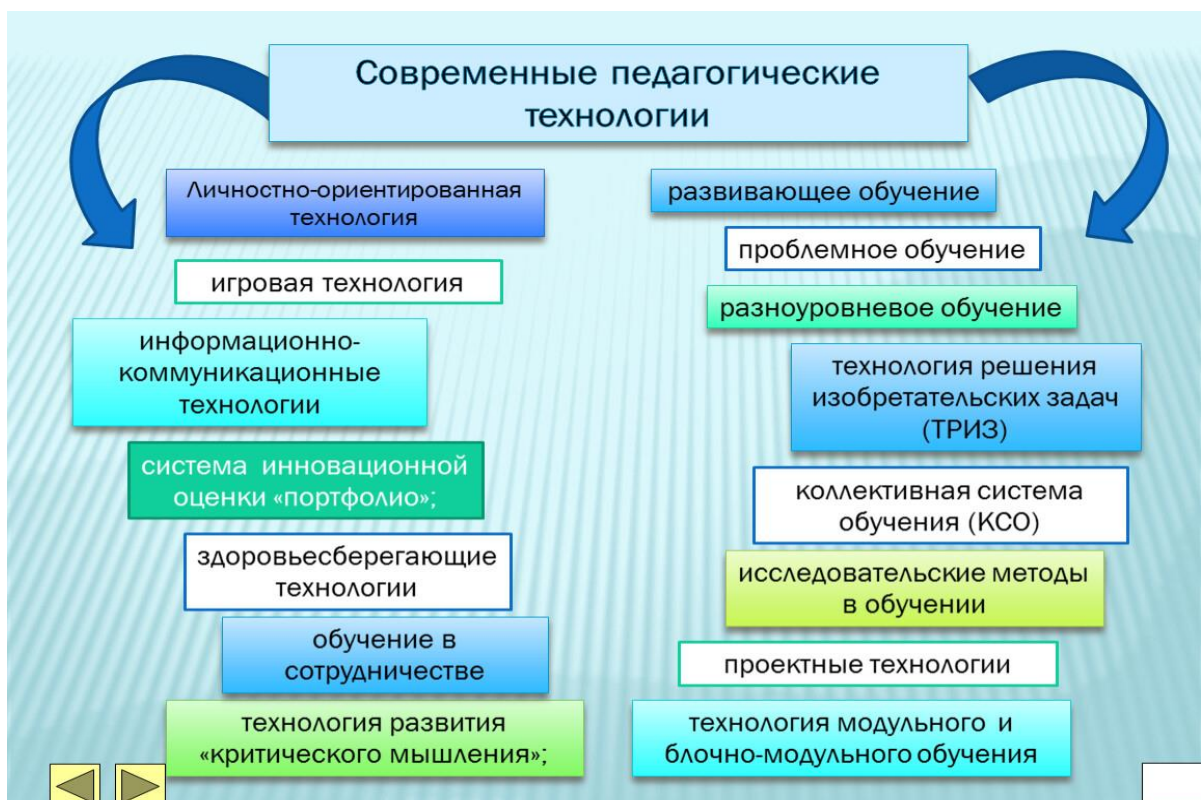 Современные педагогические
технологии
Личностно-ориентированная
технология
игровая технология
информационно-
коммуникационные
технологии
система инновационной
оценки «портфолио»;
здоровьесберегающие
технологии
обучение в
сотрудничестве
технология развития
«критического мышления»;
развивающее обучение
проблемное обучение
разноуровневое обучение
технология решения
изобретательских задач
(ТРИЗ)
коллективная система
обучения (КСО)
исследовательские методы
в обучении
проектные технологии
технология модульного и
блочно-модульного обучения